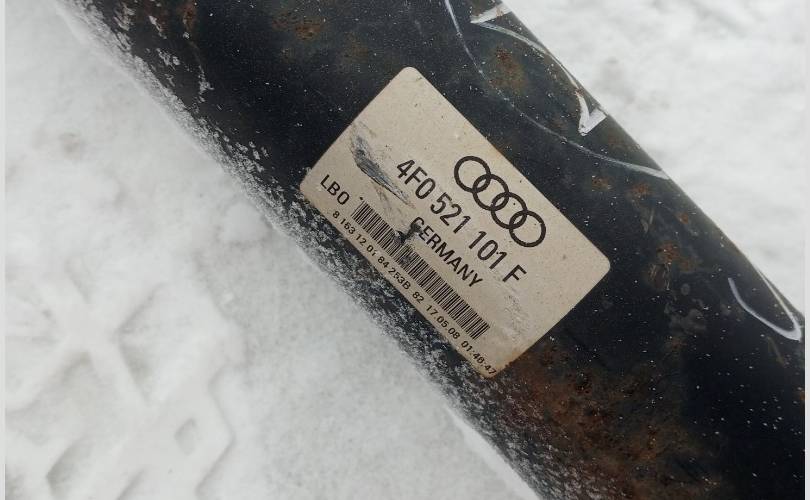 4F0 521 101 F
GERMANY
LBO
8 163 12 01 84 253B 82 17.05.08 01:46:47